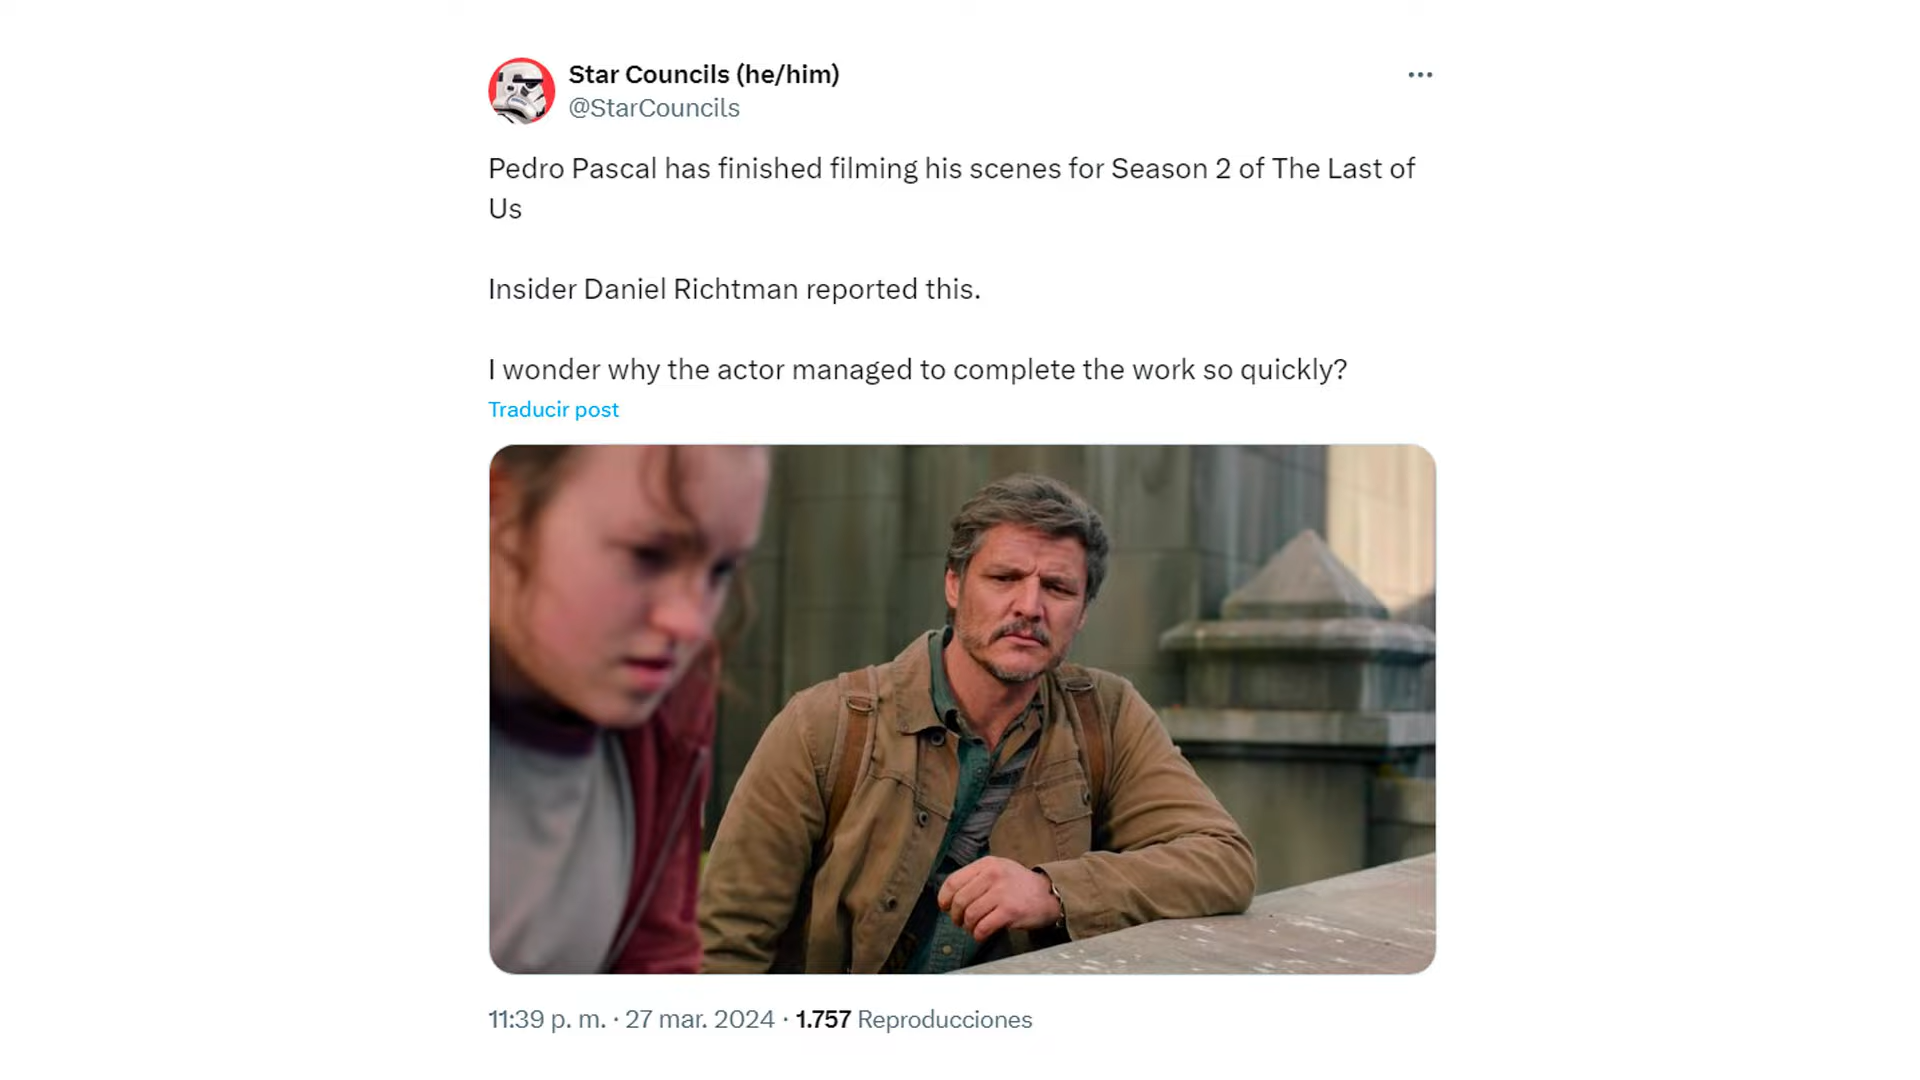 Star Councils (he/him)
@StarCouncils
Pedro Pascal has finished filming his scenes for Season 2 of The Last of
Us
Insider Daniel Richtman reported this.
I wonder why the actor managed to complete the work so quickly?
Traducir post
11:39 p. m. · 27 mar. 2024 · 1.757 Reproducciones